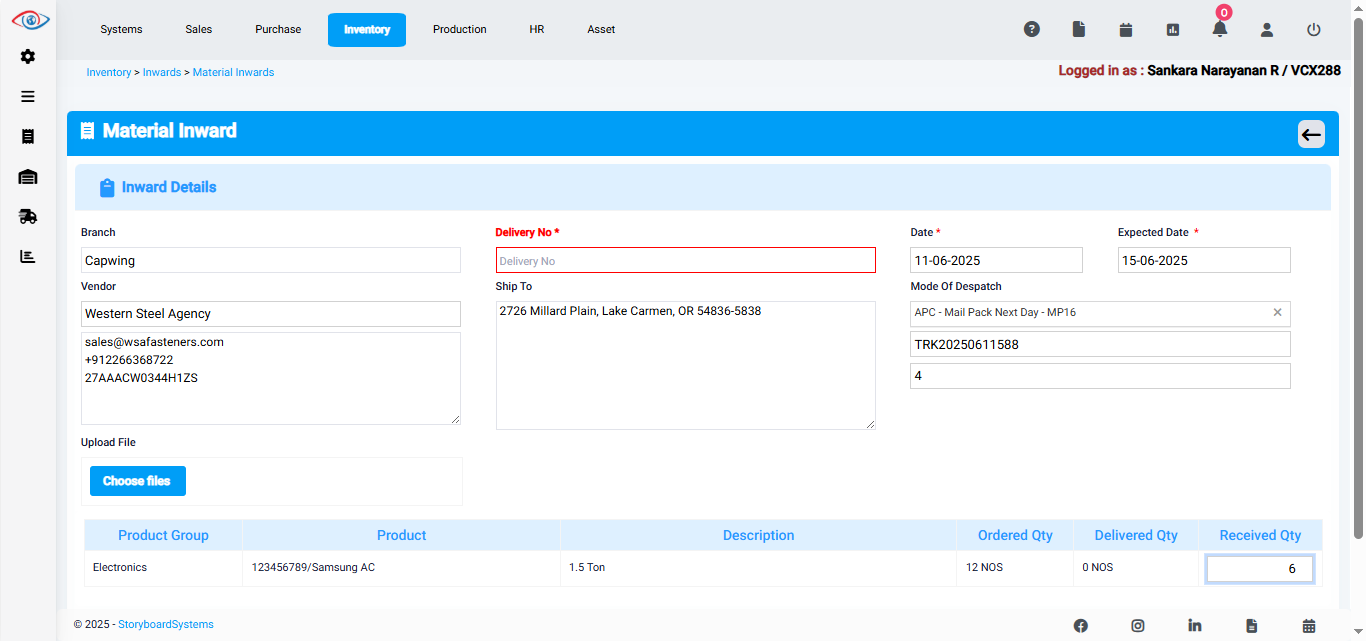 Systems Sales Purchase Inventory Production HR Asset 0
Inventory > Inwards > Material Inwards
Logged in as : Sankara Narayanan R / VCX288
Material Inward
Inward Details
Branch
Capwing
Delivery No *
Delivery No
Date *
11-06-2025
Expected Date *
15-06-2025
Vendor
Western Steel Agency
sales@wsafasteners.com
+912266368722
27AAACW0344H1ZS
Ship To
2726 Millard Plain, Lake Carmen, OR 54836-5838
Mode Of Despatch
APC - Mail Pack Next Day - MP16 ×
TRK20250611588
4
Upload File
Choose files
Product Group Product Description Ordered Qty Delivered Qty Received Qty
Electronics 123456789/Samsung AC 1.5 Ton 12 NOS 0 NOS 6
© 2025 - StoryboardSystems